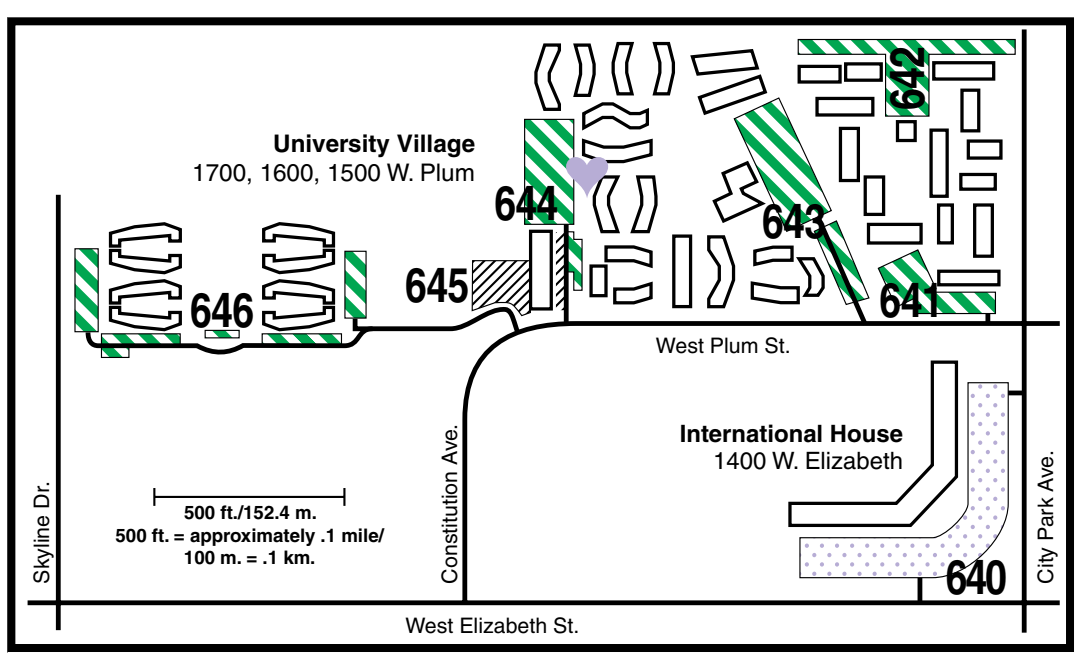 642
University Village
1700, 1600, 1500 W. Plum
644
643
645
646
641
West Plum St.
International House
1400 W. Elizabeth
Skyline Dr.
500 ft./152.4 m.
500 ft. = approximately .1 mile/
100 m. = .1 km.
Constitution Ave.
City Park Ave.
640
West Elizabeth St.